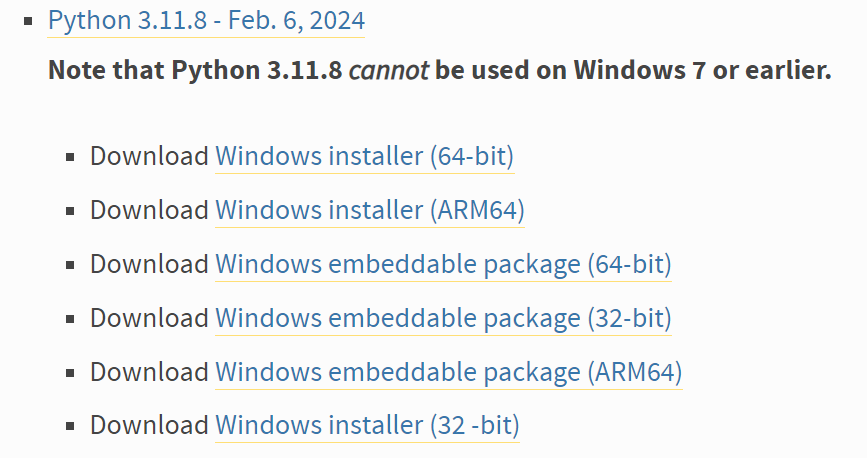 Python 3.11.8 - Feb. 6, 2024
Note that Python 3.11.8 cannot be used on Windows 7 or earlier.
Download Windows installer (64-bit)
Download Windows installer (ARM64)
Download Windows embeddable package (64-bit)
Download Windows embeddable package (32-bit)
Download Windows embeddable package (ARM64)
Download Windows installer (32 -bit)